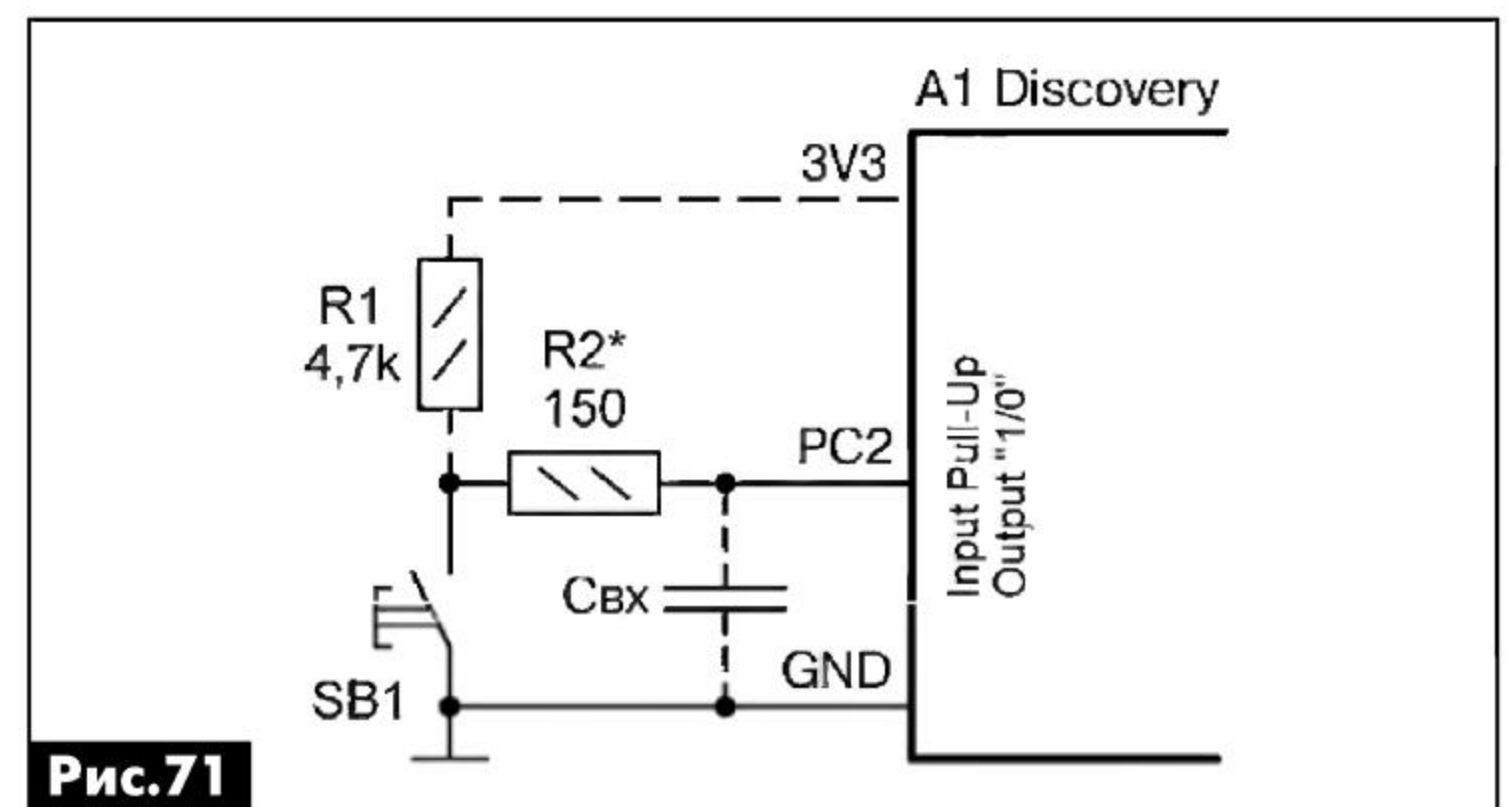 A1 Discovery
3V3
R1
4,7k
R2*
150
PC2
Input Pull-Up
Output "1/0"
Cвх
GND
SB1
Рис.71